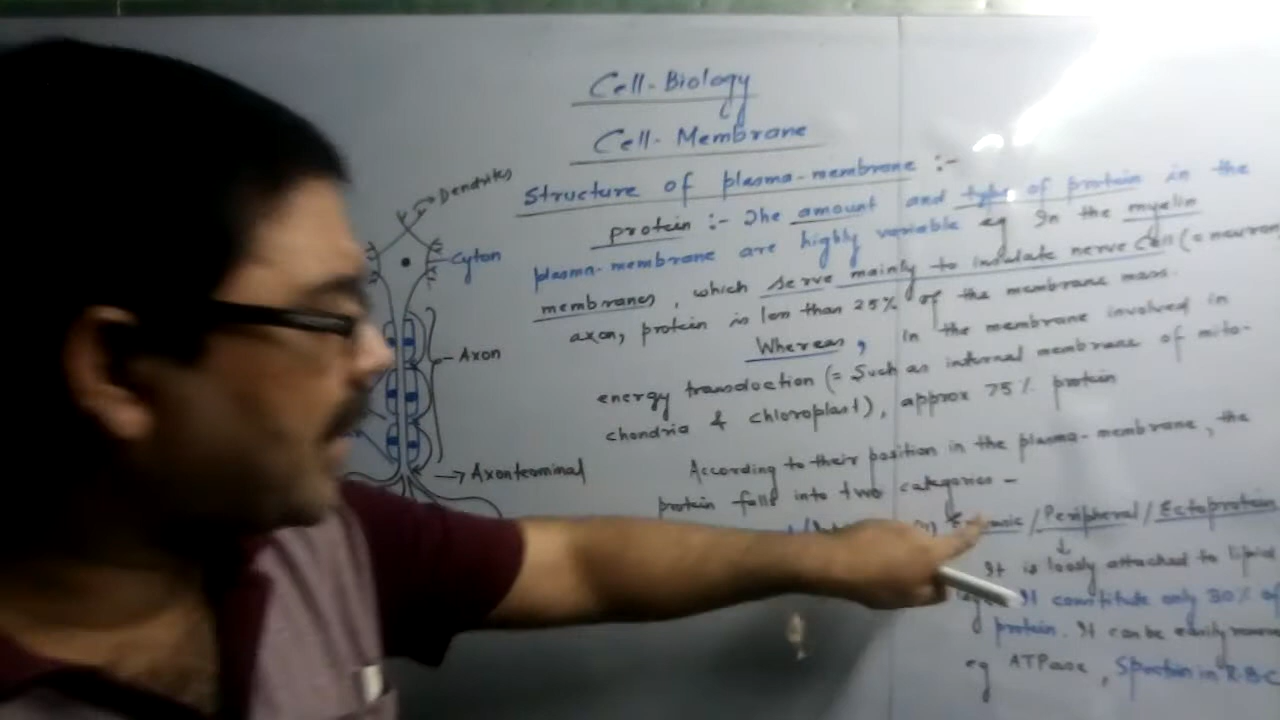 Cell-Biology
Cell-Membrane
Structure of plasma-membrane :-
protein :- The amount and type of protein in the
plasma-membrane are highly variable eg In the myelin
membranes, which serve mainly to insulate nerve cell (=neuron
axon, protein is less than 25% of the membrane mass.
Whereas, in the membrane involved in
energy transduction (= Such as internal membrane of mito-
chondria & chloroplast), approx 75% protein
According to their position in the plasma-membrane, the
protein falls into two categories -
/Peripheral/Ectoprotein
It is loosly attached to lipid
It constitute only 30% of
protein. It can be easily
eg ATPase, Spectrin in R.B.C
Dendrites
Cyton
Axon
Axonterminal